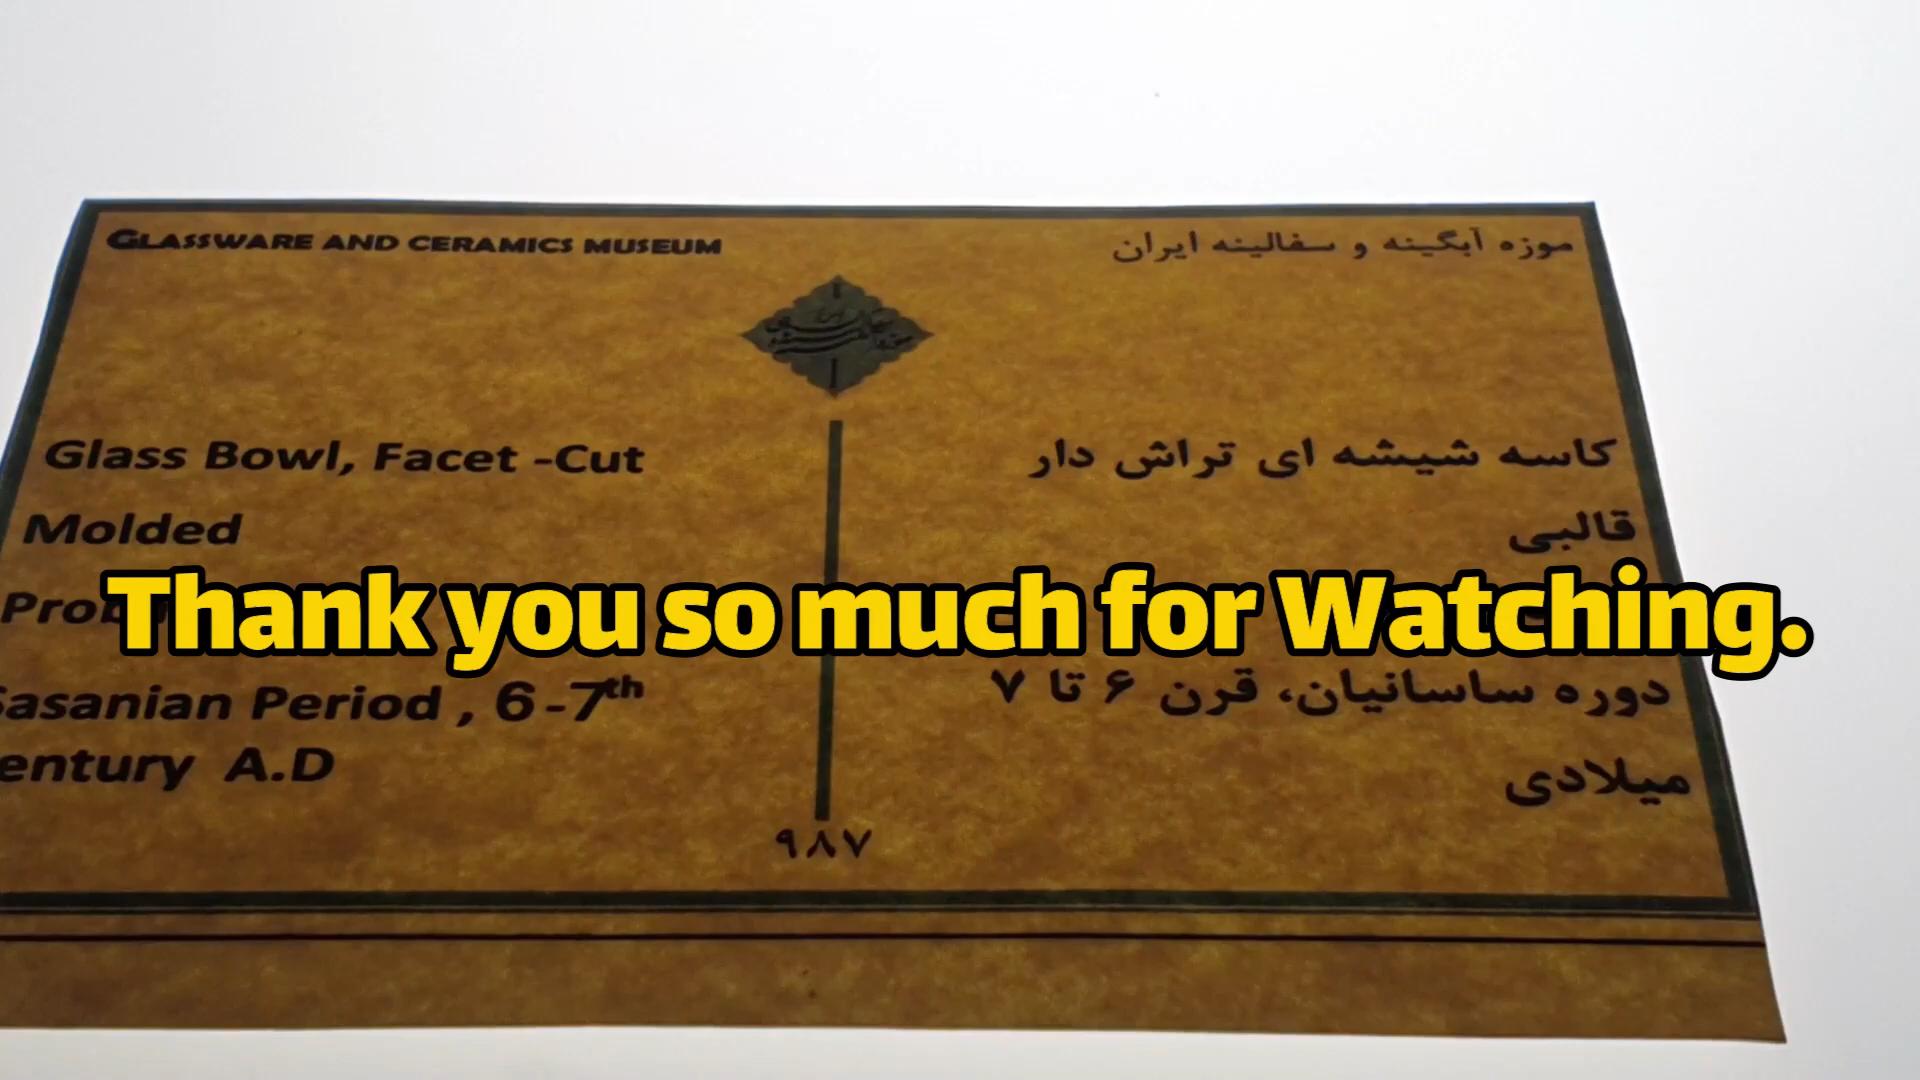 GLASSWARE AND CERAMICS MUSEUM
موزه آبگینه و سفالینه ایران
Glass Bowl, Facet -Cut
کاسه شیشه ای تراش دار
Molded
قالبی
Thank you so much for Watching.
Sasanian Period , 6-7th
دوره ساسانیان، قرن ۶ تا ۷
entury A.D
میلادی
۹۸۷